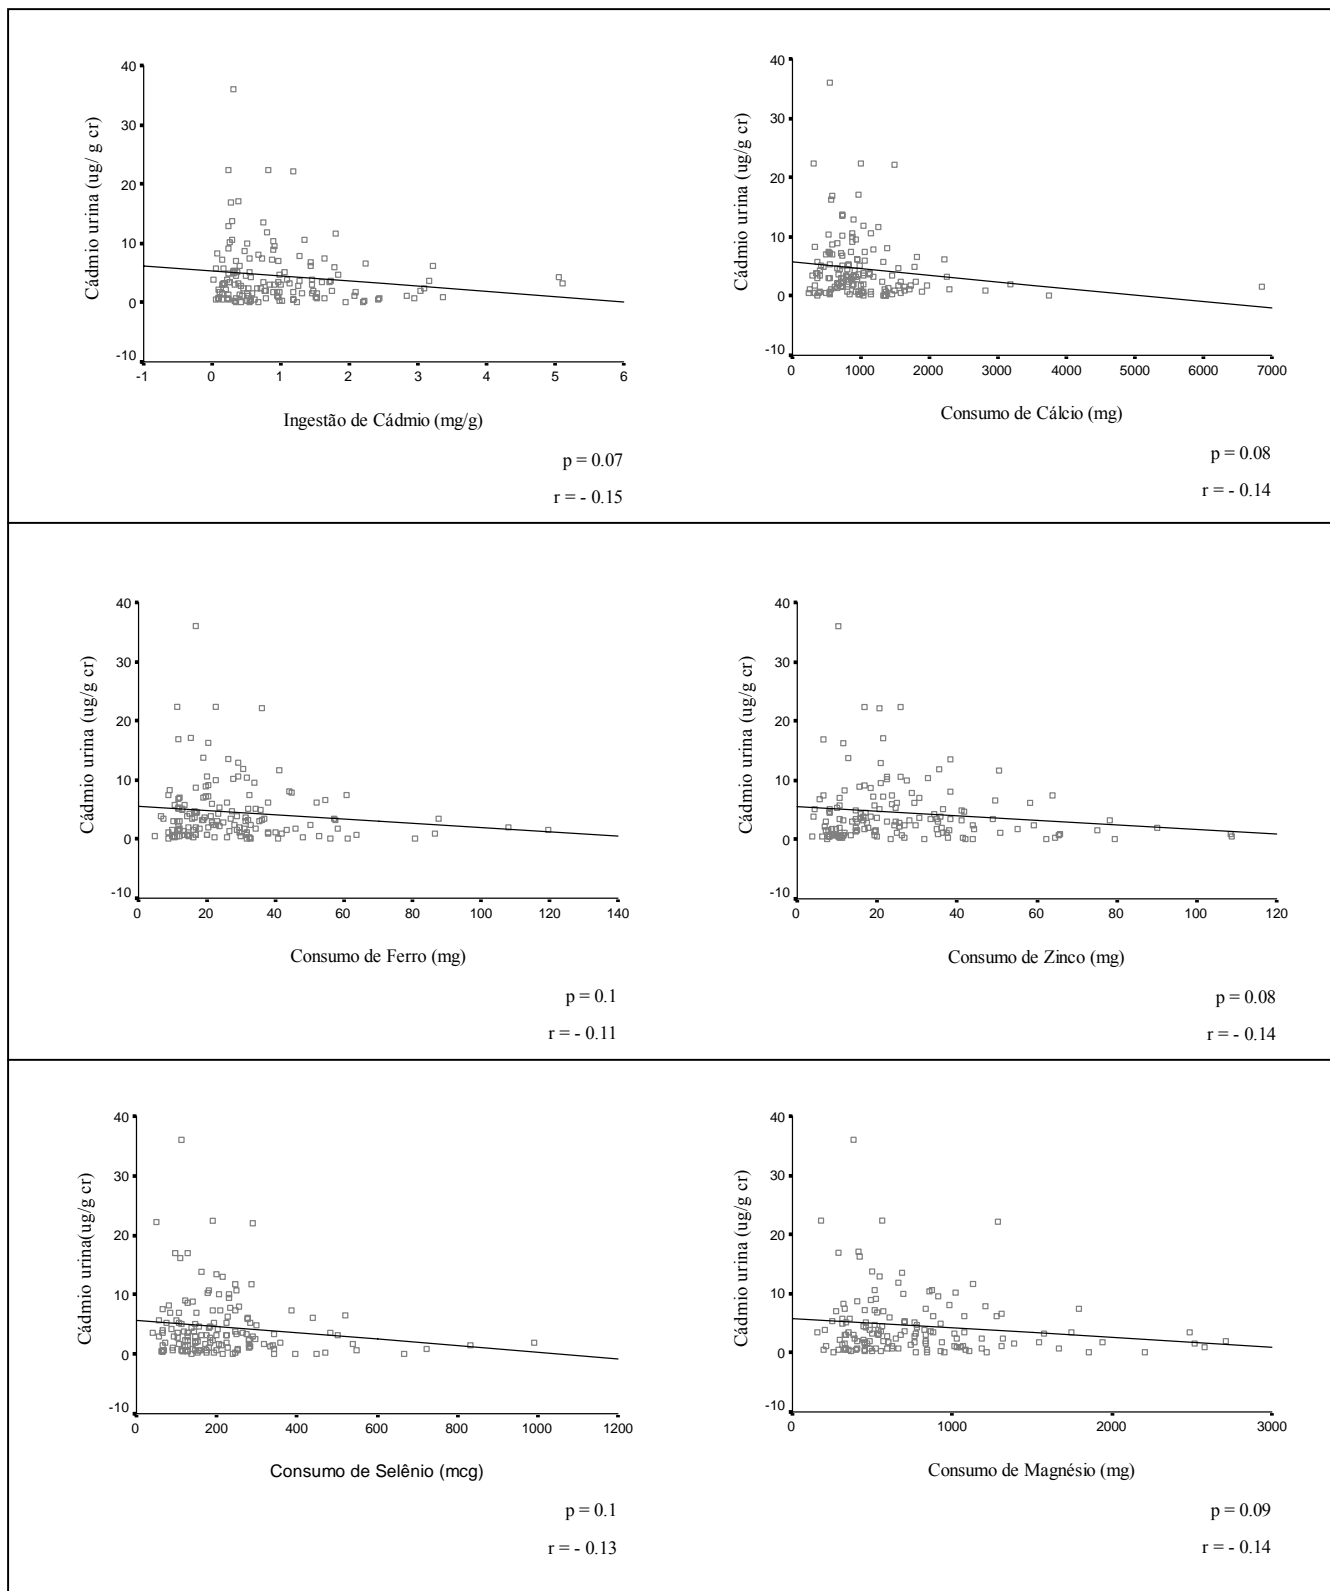 40
30
20
10
0
-10
Cádmio urina (ug/ g cr)
-1 0 1 2 3 4 5 6
Ingestão de Cádmio (mg/g)
p = 0.07
r = - 0.15
40
30
20
10
0
-10
Cádmio urina (ug/g cr)
0 1000 2000 3000 4000 5000 6000 7000
Consumo de Cálcio (mg)
p = 0.08
r = - 0.14
40
30
20
10
0
-10
Cádmio urina (ug/g cr)
0 20 40 60 80 100 120 140
Consumo de Ferro (mg)
p = 0.1
r = - 0.11
40
30
20
10
0
-10
Cádmio urina (ug/g cr)
0 20 40 60 80 100 120
Consumo de Zinco (mg)
p = 0.08
r = - 0.14
40
30
20
10
0
-10
Cádmio urina(ug/g cr)
0 200 400 600 800 1000 1200
Consumo de Selênio (mcg)
p = 0.1
r = - 0.13
40
30
20
10
0
-10
Cádmio urina (ug/g cr)
0 1000 2000 3000
Consumo de Magnésio (mg)
p = 0.09
r = - 0.14